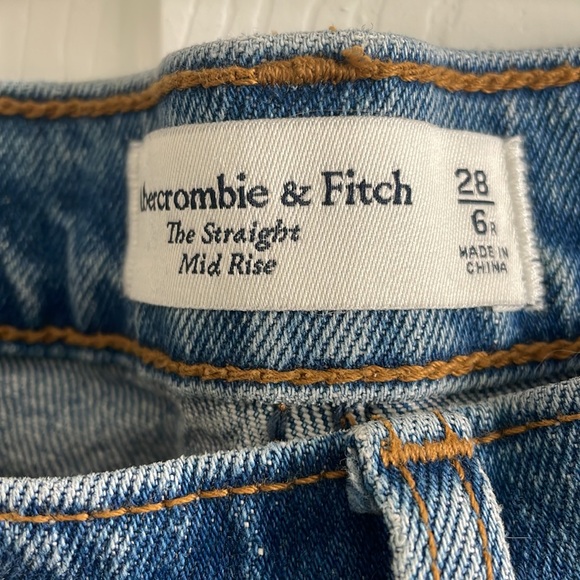 Abercrombie & Fitch
The Straight
Mid Rise
28
6R
MADE IN
CHINA